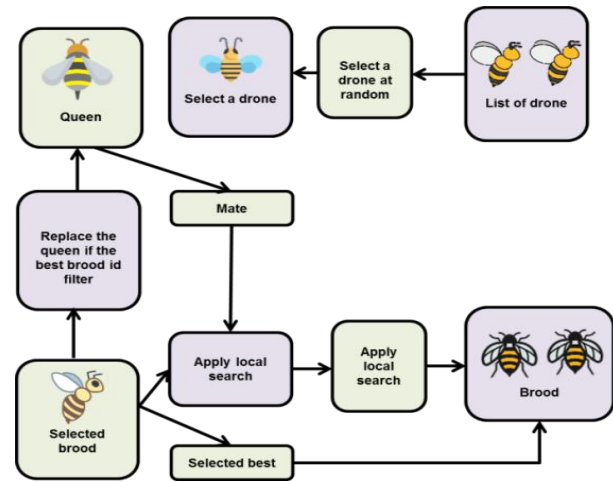 Queen
Select a drone
Select a
drone at
random
List of drone
Mate
Replace the
queen if the
best brood id
filter
Apply local
search
Apply
local
search
Brood
Selected
brood
Selected best